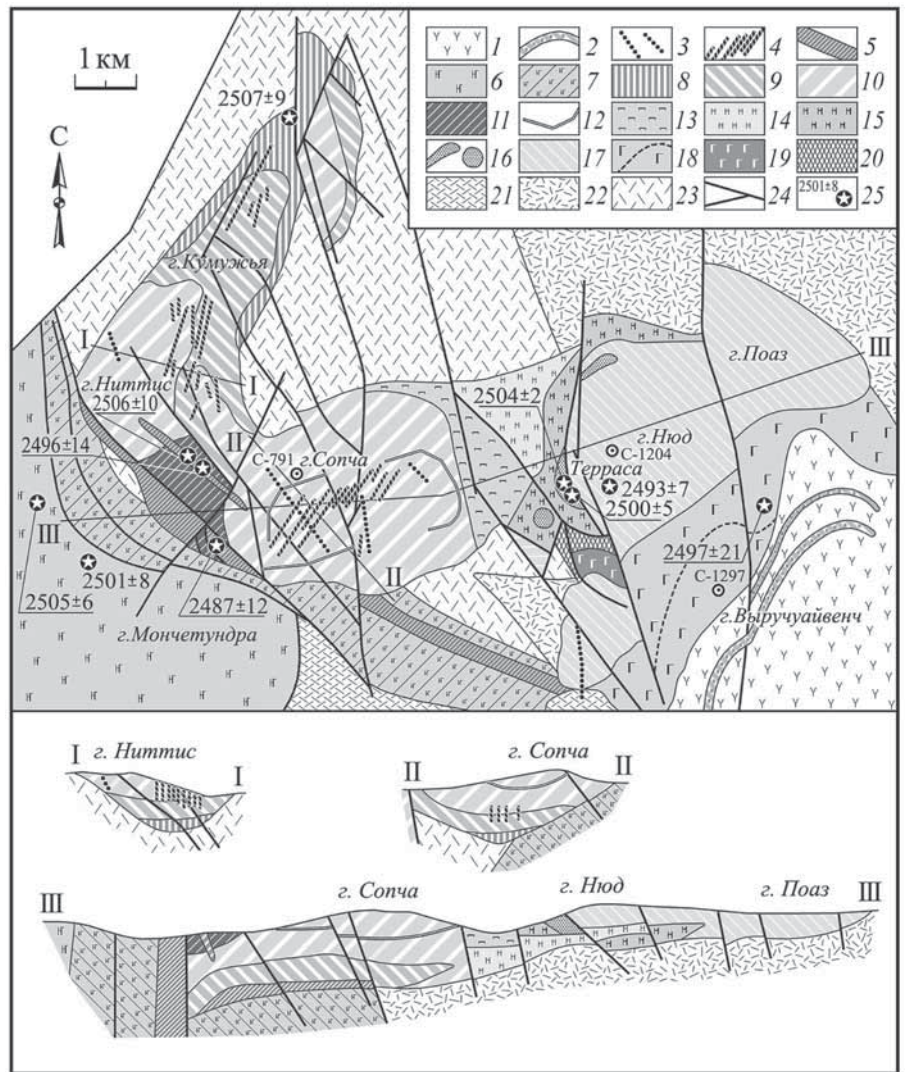 1 км
С
1 2 3 4 5
6 7 8 9 10
11 12 13 14 15
16 17 18 19 20
21 22 23 24 2501±8 25
2507±9
г.Кумужья
I
I
г.Ниттис
2506±10
II
2496±14
С-791 г.Сопча
2504±2
г.Поаз
III
г.Нюд
С-1204
Терраса
2493±7
2500±5
III
2501±8
2505±6
2487±12
II
2497±21
С-1297
г.Выручуайвенч
г.Мончетундра
I г. Ниттис I
II г. Сопча II
III г. Сопча г. Нюд г. Поаз III